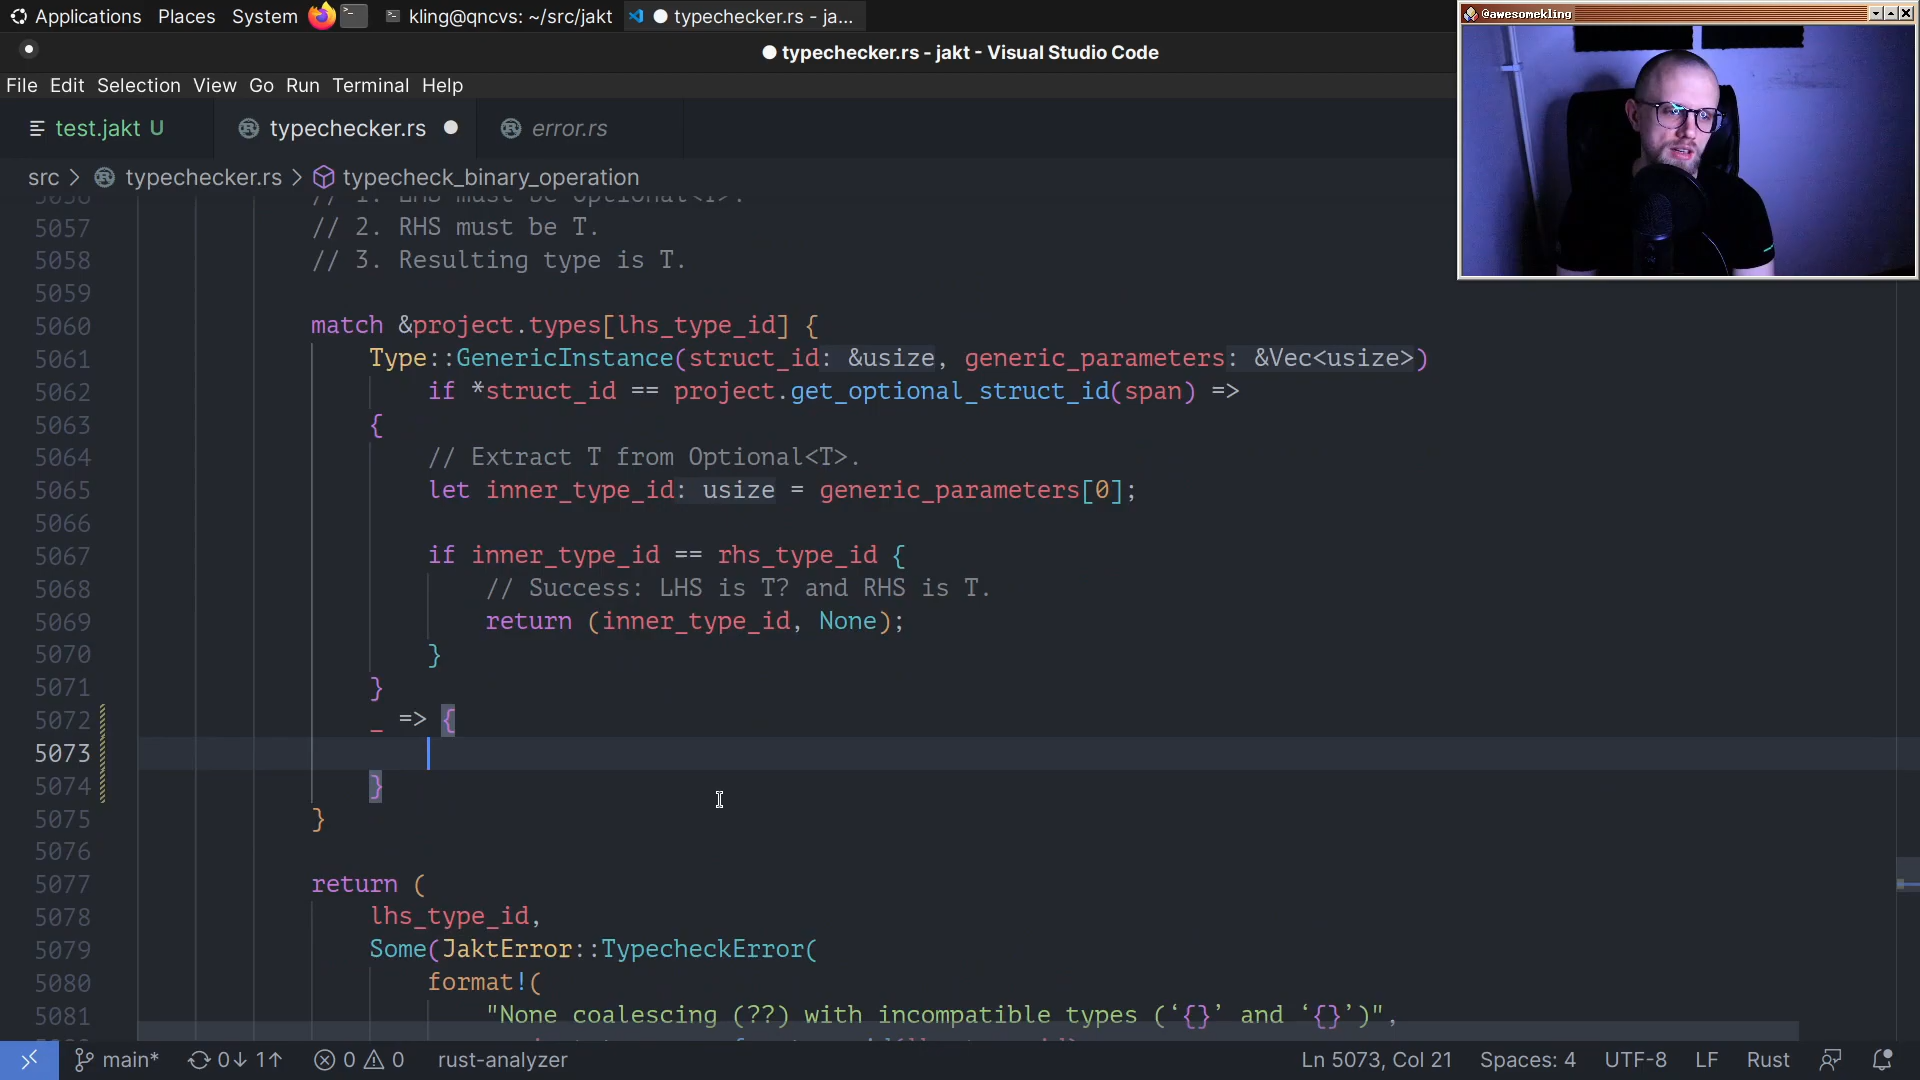 Applications Places System kling@qncvs: ~/src/jakt ● typechecker.rs - ja...
@awesomekling
● typechecker.rs - jakt - Visual Studio Code
File Edit Selection View Go Run Terminal Help
test.jakt U typechecker.rs ● error.rs
src > typechecker.rs > typecheck_binary_operation
5056 // 1. LHS must be Optional<T>.
5057 // 2. RHS must be T.
5058 // 3. Resulting type is T.
5059
5060 match &project.types[lhs_type_id] {
5061 Type::GenericInstance(struct_id: &usize, generic_parameters: &Vec<usize>)
5062 if *struct_id == project.get_optional_struct_id(span) =>
5063 {
5064 // Extract T from Optional<T>.
5065 let inner_type_id: usize = generic_parameters[0];
5066
5067 if inner_type_id == rhs_type_id {
5068 // Success: LHS is T? and RHS is T.
5069 return (inner_type_id, None);
5070 }
5071 }
5072 _ => {
5073
5074 }
5075 }
5076
5077 return (
5078 lhs_type_id,
5079 Some(JaktError::TypecheckError(
5080 format!(
5081 "None coalescing (??) with incompatible types (‘{}’ and ‘{}’)",
main* 0↓ 1↑ 0 0 rust-analyzer Ln 5073, Col 21 Spaces: 4 UTF-8 LF Rust